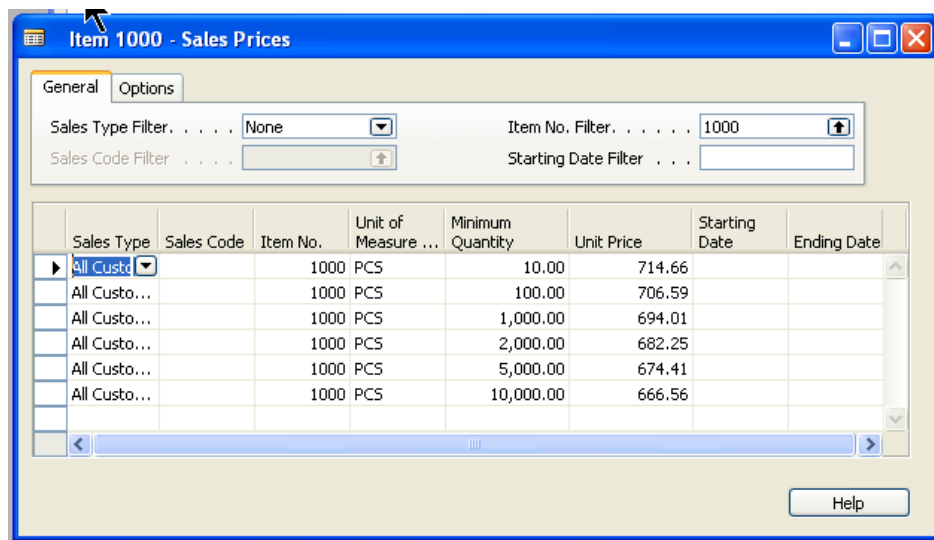 Item 1000 - Sales Prices
General Options
Sales Type Filter. . . . . None Item No. Filter. . . . . . 1000
Sales Code Filter . . . . Starting Date Filter . . .
Unit of Minimum Starting
Sales Type Sales Code Item No. Measure ... Quantity Unit Price Date Ending Date
All Custo 1000 PCS 10.00 714.66
All Custo... 1000 PCS 100.00 706.59
All Custo... 1000 PCS 1,000.00 694.01
All Custo... 1000 PCS 2,000.00 682.25
All Custo... 1000 PCS 5,000.00 674.41
All Custo... 1000 PCS 10,000.00 666.56
Help